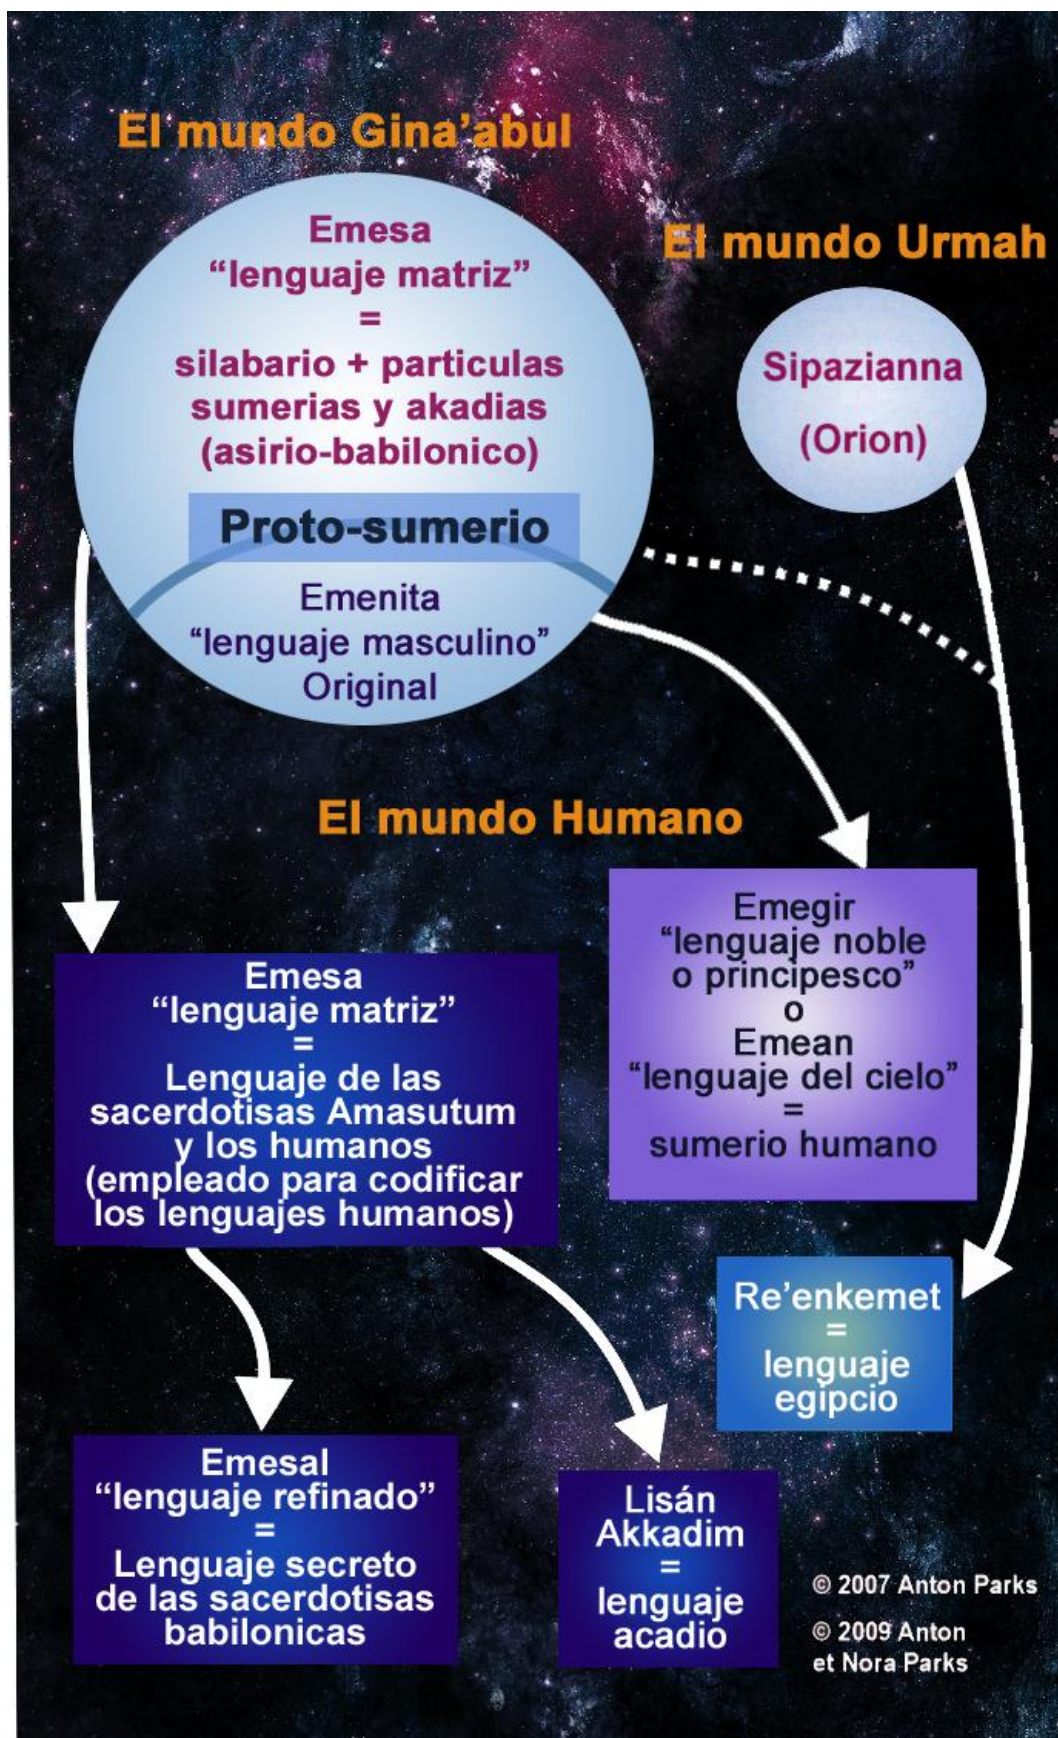 El mundo Gina’abul
Emesa
“lenguaje matriz”
=
silabario + particulas
sumerias y akadias
(asirio-babilonico)
Proto-sumerio
Emenita
“lenguaje masculino”
Original
El mundo Urmah
Sipazianna
(Orion)
El mundo Humano
Emegir
“lenguaje noble
o principesco”
o
Emean
“lenguaje del cielo”
=
sumerio humano
Emesa
“lenguaje matriz”
=
Lenguaje de las
sacerdotisas Amasutum
y los humanos
(empleado para codificar
los lenguajes humanos)
Re’enkemet
=
lenguaje
egipcio
Emesal
“lenguaje refinado”
=
Lenguaje secreto
de las sacerdotisas
babilonicas
Lisán
Akkadim
=
lenguaje
acadio
© 2007 Anton Parks
© 2009 Anton
et Nora Parks